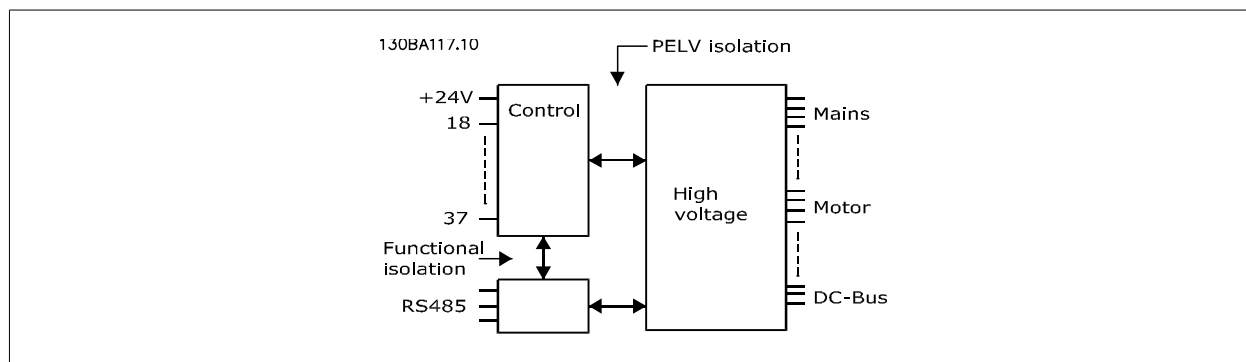 130BA117.10
PELV isolation
+24V
Control
18
Mains
High
voltage
37
Motor
Functional
isolation
RS485
DC-Bus